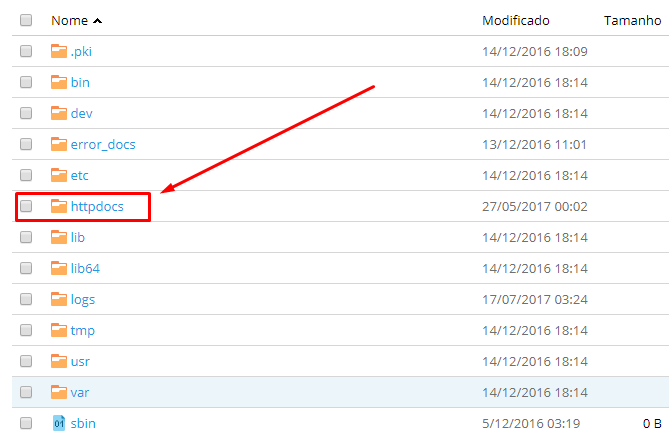 Nome Modificado Tamanho
.pki 14/12/2016 18:09
bin 14/12/2016 18:14
dev 14/12/2016 18:14
error_docs 13/12/2016 11:01
etc 14/12/2016 18:14
httpdocs 27/05/2017 00:02
lib 14/12/2016 18:14
lib64 14/12/2016 18:14
logs 17/07/2017 03:24
tmp 14/12/2016 18:14
usr 14/12/2016 18:14
var 14/12/2016 18:14
01 sbin 5/12/2016 03:19 0 B